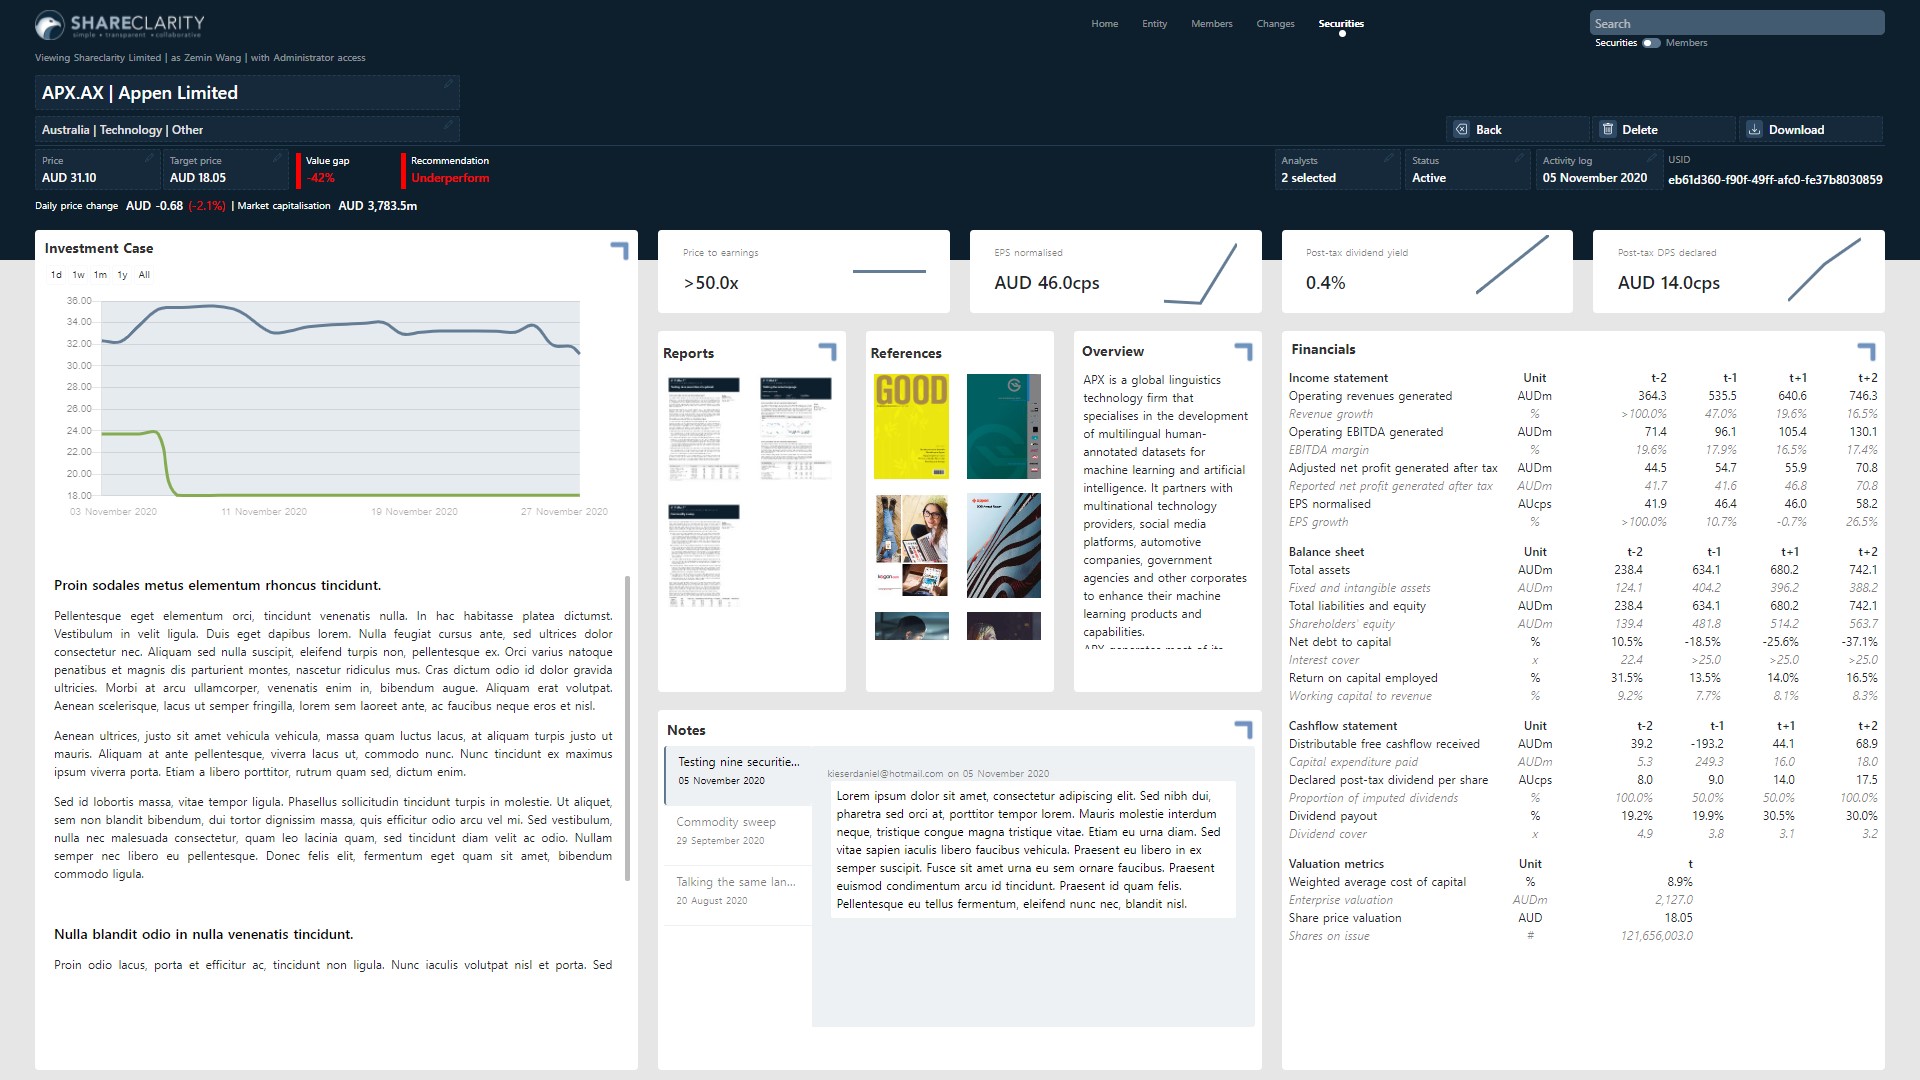 SHARECLARITY
simple • transparent • collaborative
Home Entity Members Changes Securities
Search
Securities Members
Viewing Shareclarity Limited | as Zemin Wang | with Administrator access
APX.AX | Appen Limited
Australia | Technology | Other
Back Delete Download
Price
AUD 31.10
Target price
AUD 18.05
Value gap
-42%
Recommendation
Underperform
Analysts
2 selected
Status
Active
Activity log
05 November 2020
USID
eb61d360-f90f-49ff-afc0-fe37b8030859
Daily price change AUD -0.68 (-2.1%) | Market capitalisation AUD 3,783.5m
Investment Case
1d 1w 1m 1y All
36.00
34.00
32.00
30.00
28.00
26.00
24.00
22.00
20.00
18.00
03 November 2020 11 November 2020 19 November 2020 27 November 2020
Proin sodales metus elementum rhoncus tincidunt.
Pellentesque eget elementum orci, tincidunt venenatis nulla. In hac habitasse platea dictumst.
Vestibulum in velit ligula. Duis eget dapibus lorem. Nulla feugiat cursus ante, sed ultrices dolor
consectetur nec. Aliquam sed nulla suscipit, eleifend turpis non, pellentesque ex. Orci varius natoque
penatibus et magnis dis parturient montes, nascetur ridiculus mus. Cras dictum odio id dolor gravida
ultricies. Morbi at arcu ullamcorper, venenatis enim in, bibendum augue. Aliquam erat volutpat.
Aenean scelerisque, lacus ut semper fringilla, lorem sem laoreet ante, ac faucibus neque eros et nisl.
Aenean ultrices, justo sit amet vehicula vehicula, massa quam luctus lacus, at aliquam turpis justo ut
mauris. Aliquam at ante pellentesque, viverra lacus ut, commodo nunc. Nunc tincidunt ex maximus
ipsum viverra porta. Etiam a libero porttitor, rutrum quam sed, dictum enim.
Sed id lobortis massa, vitae tempor ligula. Phasellus sollicitudin tincidunt turpis in molestie. Ut aliquet,
sem non blandit bibendum, dui tortor dignissim massa, quis efficitur odio arcu vel mi. Sed vestibulum,
nulla nec malesuada consectetur, quam leo lacinia quam, sed tincidunt diam velit ac odio. Nullam
semper nec libero eu pellentesque. Donec felis elit, fermentum eget quam sit amet, bibendum
commodo ligula.
Nulla blandit odio in nulla venenatis tincidunt.
Proin odio lacus, porta et efficitur ac, tincidunt non ligula. Nunc iaculis volutpat nisl et porta. Sed
Price to earnings
>50.0x
EPS normalised
AUD 46.0cps
Post-tax dividend yield
0.4%
Post-tax DPS declared
AUD 14.0cps
Reports
References
GOOD
kogan
Overview
APX is a global linguistics
technology firm that
specialises in the development
of multilingual human-
annotated datasets for
machine learning and artificial
intelligence. It partners with
multinational technology
providers, social media
platforms, automotive
companies, government
agencies and other corporates
to enhance their machine
learning products and
capabilities.
APX generates most of its
Notes
Testing nine securitie...
05 November 2020
Commodity sweep
29 September 2020
Talking the same lan...
20 August 2020
kieserdaniel@hotmail.com on 05 November 2020
Lorem ipsum dolor sit amet, consectetur adipiscing elit. Sed nibh dui,
pharetra sed orci at, porttitor tempor lorem. Mauris molestie interdum
neque, tristique congue magna tristique vitae. Etiam eu urna diam. Sed
vitae sapien iaculis libero faucibus vehicula. Praesent eu libero in ex
semper suscipit. Fusce sit amet urna eu sem ornare faucibus. Praesent
euismod condimentum arcu id tincidunt. Praesent id quam felis.
Pellentesque eu tellus fermentum, eleifend nunc nec, blandit nisl.
Financials
Income statement Unit t-2 t-1 t+1 t+2
Operating revenues generated AUDm 364.3 535.5 640.6 746.3
Revenue growth % >100.0% 47.0% 19.6% 16.5%
Operating EBITDA generated AUDm 71.4 96.1 105.4 130.1
EBITDA margin % 19.6% 17.9% 16.5% 17.4%
Adjusted net profit generated after tax AUDm 44.5 54.7 55.9 70.8
Reported net profit generated after tax AUDm 41.7 41.6 46.8 70.8
EPS normalised AUcps 41.9 46.4 46.0 58.2
EPS growth % >100.0% 10.7% -0.7% 26.5%
Balance sheet Unit t-2 t-1 t+1 t+2
Total assets AUDm 238.4 634.1 680.2 742.1
Fixed and intangible assets AUDm 124.1 404.2 396.2 388.2
Total liabilities and equity AUDm 238.4 634.1 680.2 742.1
Shareholders' equity AUDm 139.4 481.8 514.2 563.7
Net debt to capital % 10.5% -18.5% -25.6% -37.1%
Interest cover x 22.4 >25.0 >25.0 >25.0
Return on capital employed % 31.5% 13.5% 14.0% 16.5%
Working capital to revenue % 9.2% 7.7% 8.1% 8.3%
Cashflow statement Unit t-2 t-1 t+1 t+2
Distributable free cashflow received AUDm 39.2 -193.2 44.1 68.9
Capital expenditure paid AUDm 5.3 249.3 16.0 18.0
Declared post-tax dividend per share AUcps 8.0 9.0 14.0 17.5
Proportion of imputed dividends % 100.0% 50.0% 50.0% 100.0%
Dividend payout % 19.2% 19.9% 30.5% 30.0%
Dividend cover x 4.9 3.8 3.1 3.2
Valuation metrics Unit t
Weighted average cost of capital % 8.9%
Enterprise valuation AUDm 2,127.0
Share price valuation AUD 18.05
Shares on issue # 121,656,003.0